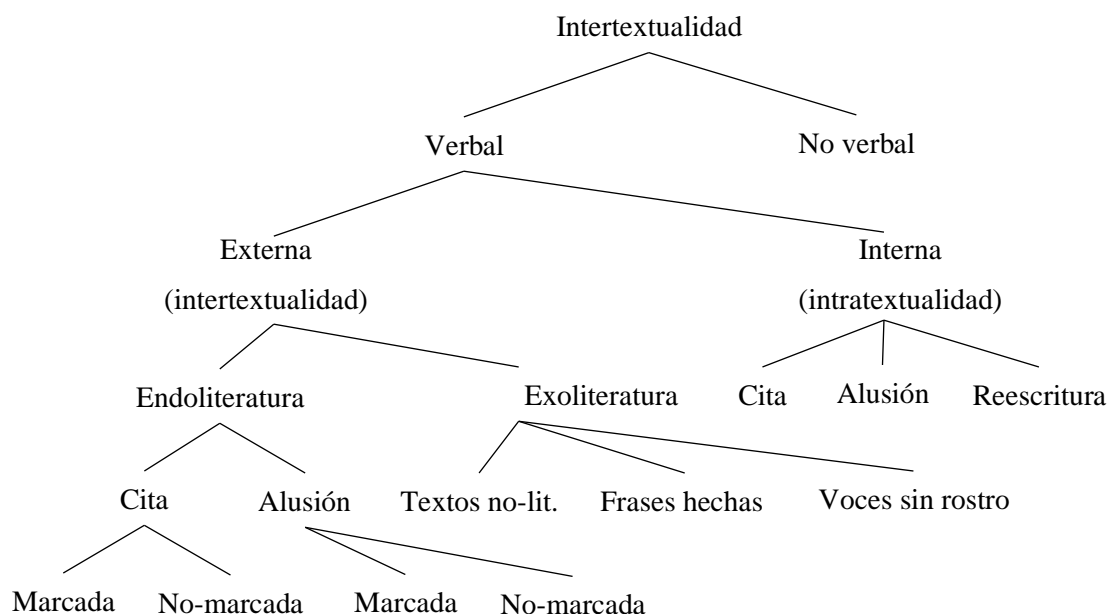 Intertextualidad
Verbal No verbal
Externa Interna
(intertextualidad) (intratextualidad)
Endoliteratura Exoliteratura Cita Alusión Reescritura
Cita Alusión Textos no-lit. Frases hechas Voces sin rostro
Marcada No-marcada Marcada No-marcada